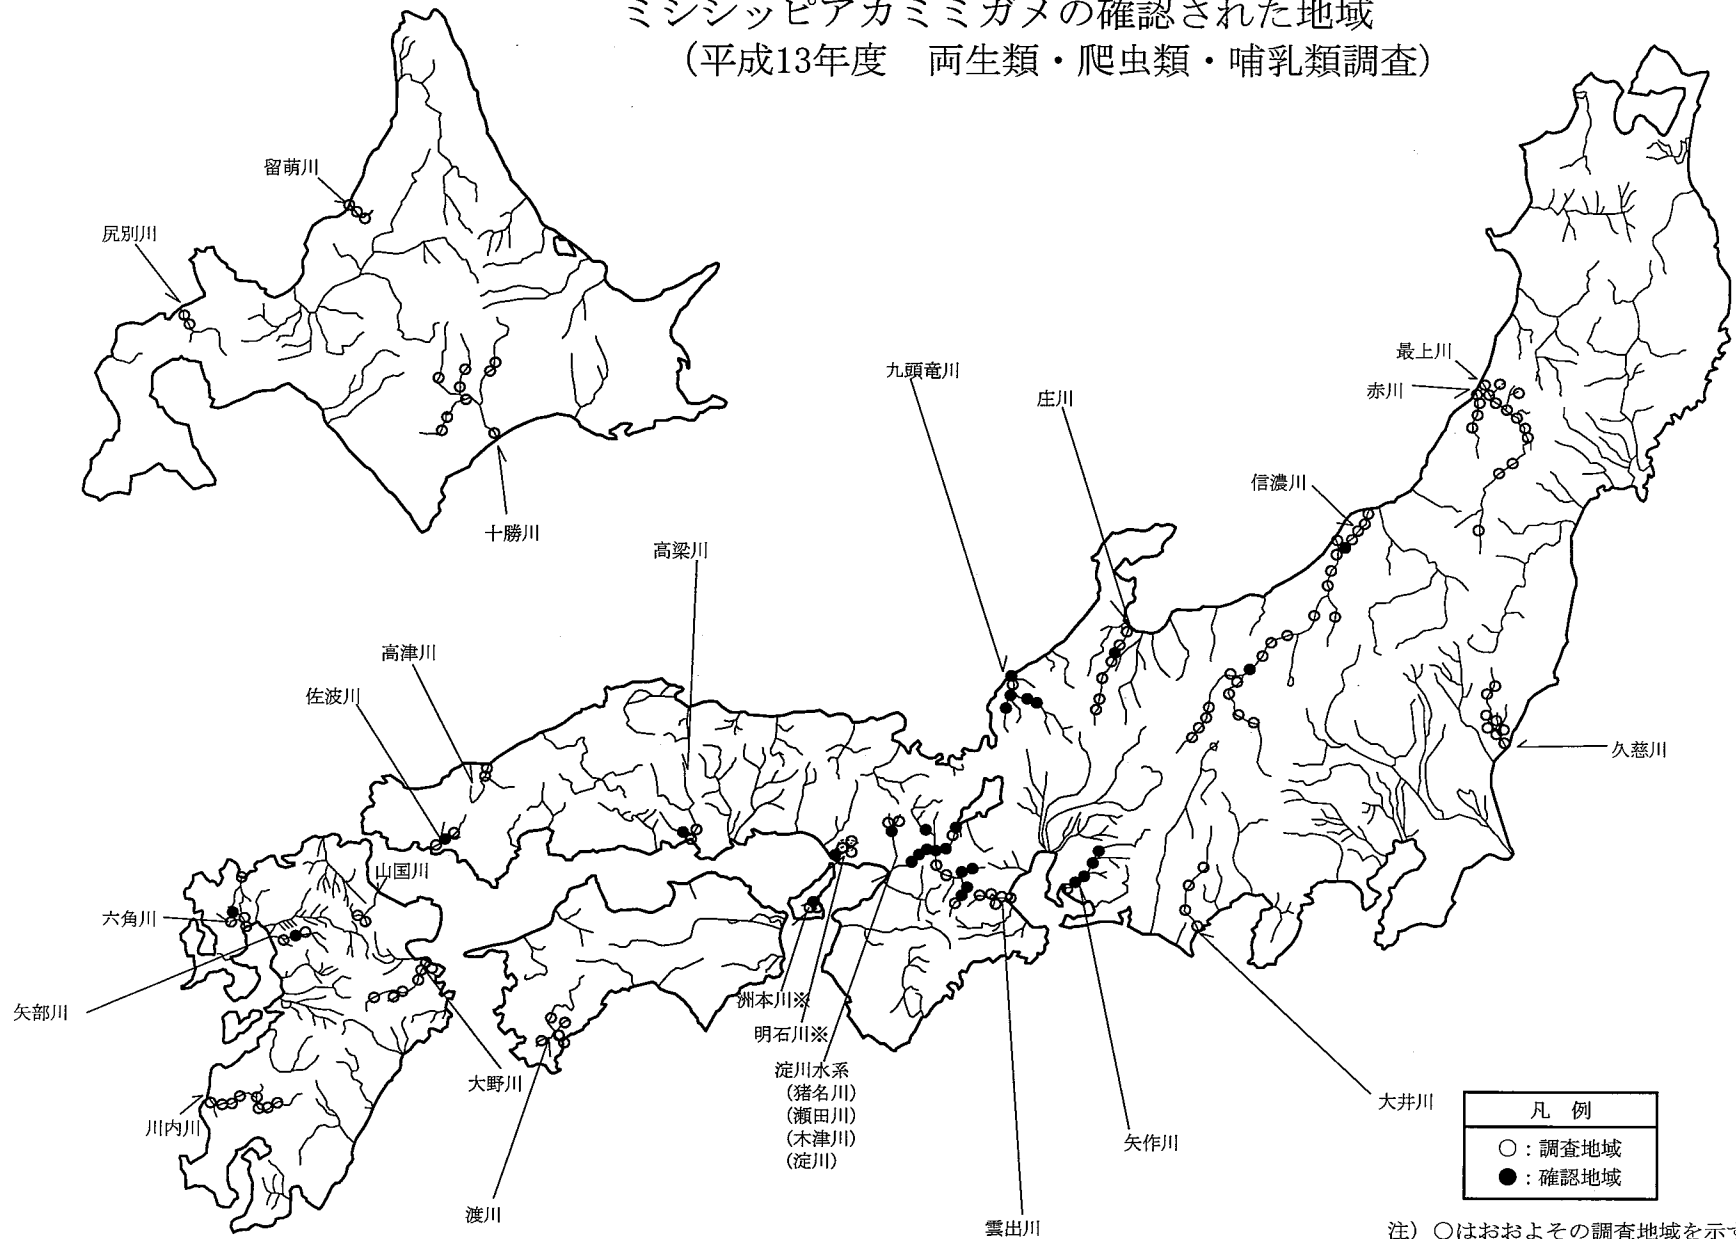 ミシシッピアカミミガメの確認された地域
(平成13年度　両生類・爬虫類・哺乳類調査)
留萌川
尻別川
十勝川
最上川
赤川
九頭竜川
庄川
信濃川
高梁川
高津川
佐波川
久慈川
山国川
六角川
矢部川
洲本川※
明石川※
淀川水系
(猪名川)
(瀬田川)
(木津川)
(淀川)
大野川
川内川
渡川
雲出川
矢作川
大井川
凡　例
○：調査地域
●：確認地域
注）○はおおよその調査地域を示す